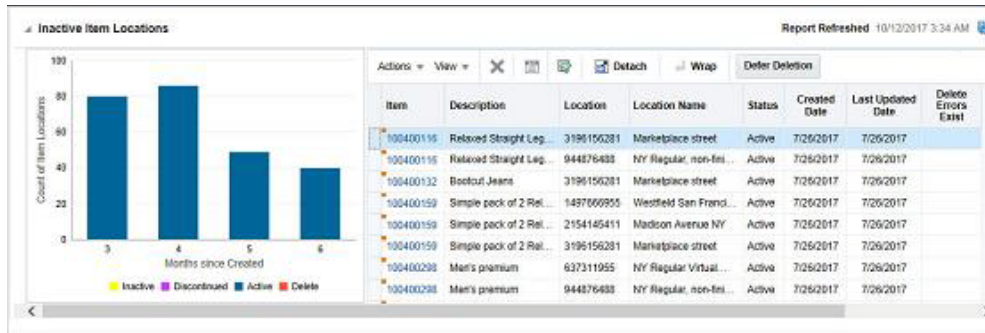 Inactive Item Locations
Report Refreshed 10/12/2017 3:34 AM
100
80
60
40
20
0
Count of Item Locations
3 4 5 6
Months since Created
Inactive Discontinued Active Delete
Actions View Detach Wrap Defer Deletion
Item Description Location Location Name Status Created Date Last Updated Date Delete Errors Exist
100400116 Relaxed Straight Leg... 3196156281 Marketplace street Active 7/26/2017 7/26/2017
100400116 Relaxed Straight Leg... 944876488 NY Regular, non-fini... Active 7/26/2017 7/26/2017
100400132 Bootcut Jeans 3196156281 Marketplace street Active 7/26/2017 7/26/2017
100400159 Simple pack of 2 Rel... 1497666955 Westfield San Franci... Active 7/26/2017 7/26/2017
100400159 Simple pack of 2 Rel... 2154145411 Madison Avenue NY Active 7/26/2017 7/26/2017
100400159 Simple pack of 2 Rel... 3196156281 Marketplace street Active 7/26/2017 7/26/2017
100400298 Men's premium 637311955 NY Regular Virtual... Active 7/26/2017 7/26/2017
100400298 Men's premium 944876488 NY Regular, non-fini... Active 7/26/2017 7/26/2017